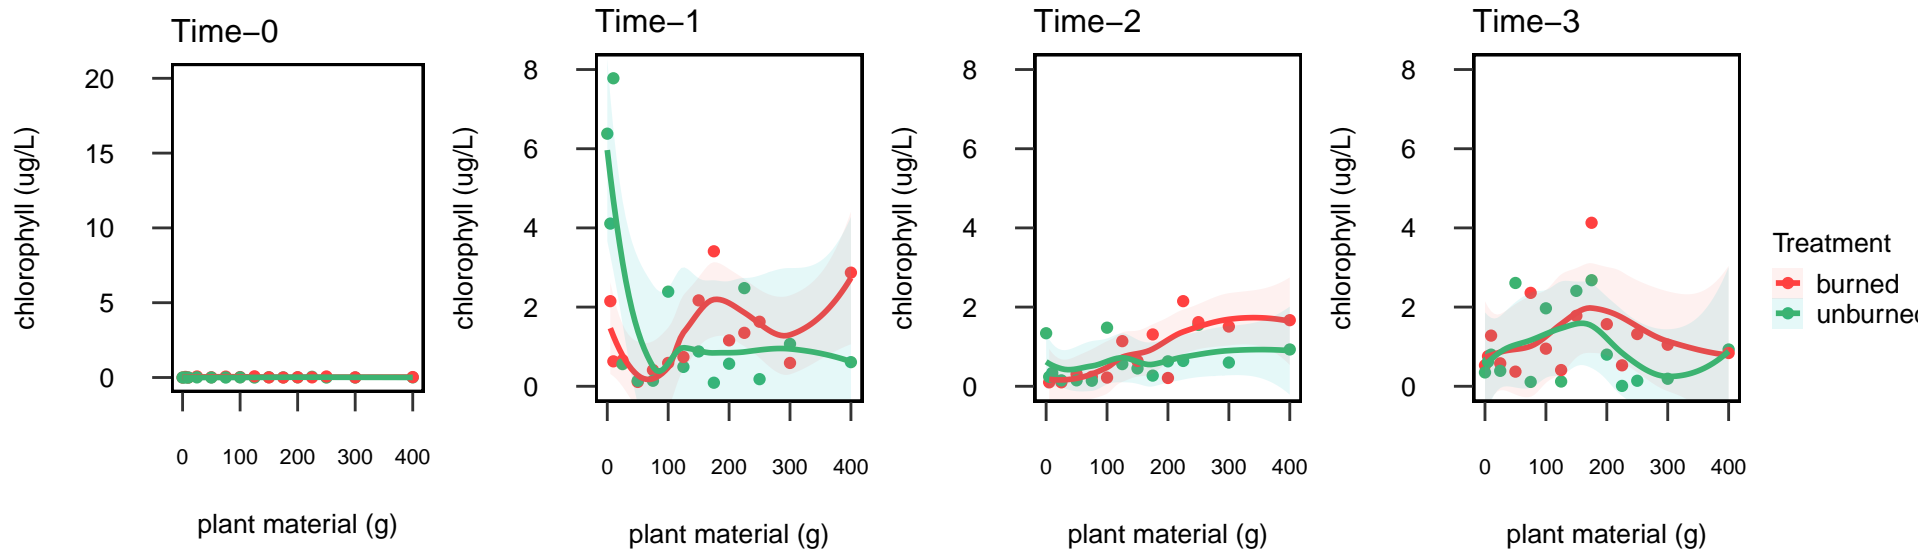 Time−0
Time−1
Time−2
Time−3
chlorophyll (ug/L)
20
15
10
5
0
0 100 200 300 400
plant material (g)
chlorophyll (ug/L)
8
6
4
2
0
0 100 200 300 400
plant material (g)
chlorophyll (ug/L)
8
6
4
2
0
0 100 200 300 400
plant material (g)
chlorophyll (ug/L)
8
6
4
2
0
0 100 200 300 400
plant material (g)
Treatment
burned
unburned